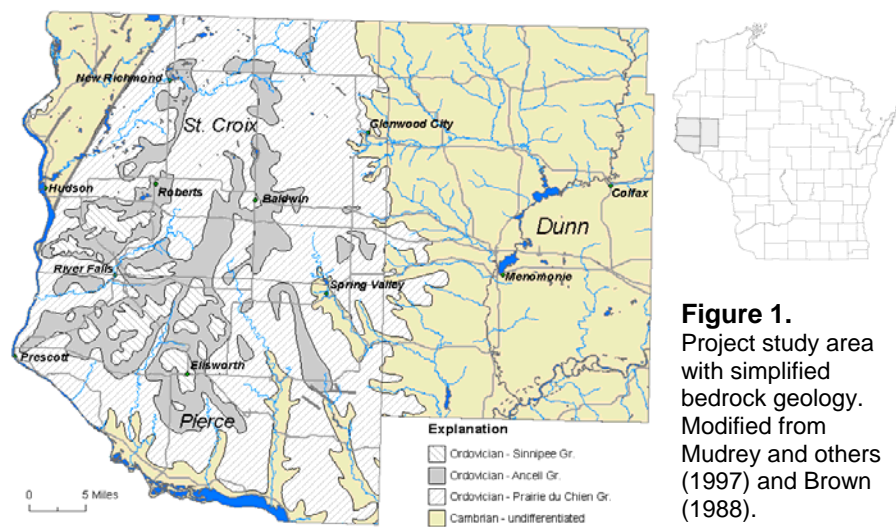 New Richmond
St. Croix
Glenwood City
Hudson
Roberts
Baldwin
Colfax
Dunn
River Falls
Spring Valley
Menomonie
Prescott
Ellsworth
Pierce
Explanation
Ordovician - Sinnipee Gr.
Ordovician - Ancell Gr.
Ordovician - Prairie du Chien Gr.
Cambrian - undifferentiated
0 5 Miles
Figure 1.
Project study area
with simplified
bedrock geology.
Modified from
Mudrey and others
(1997) and Brown
(1988).